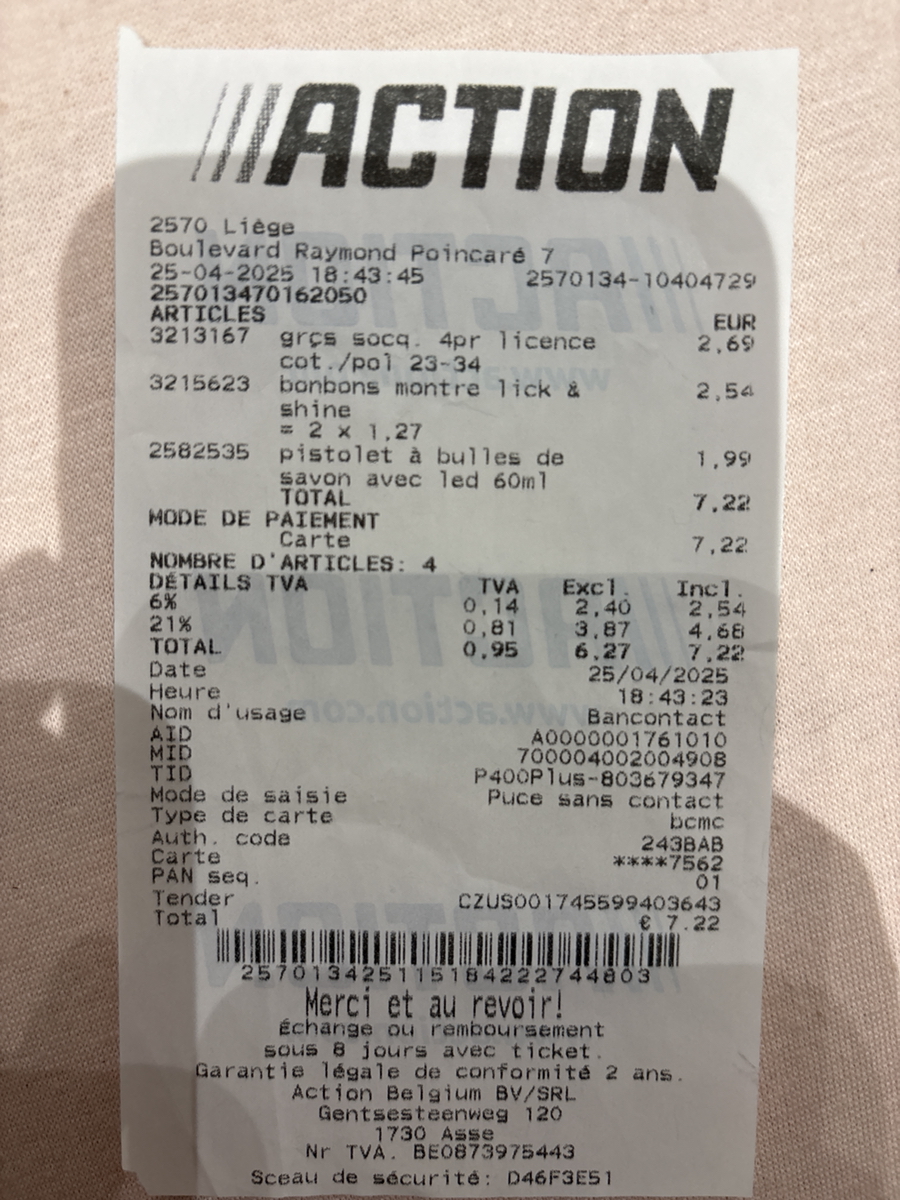 ACTION
2570 Liège
Boulevard Raymond Poincaré 7
25-04-2025 18:43:45 2570134-10404729
257013470162050
ARTICLES EUR
3213167 grçs socq. 4pr licence 2,69
cot./pol 23-34
3215623 bonbons montre lick & 2,54
shine
= 2 x 1,27
2582535 pistolet à bulles de 1,99
savon avec led 60ml
TOTAL 7,22
MODE DE PAIEMENT
Carte 7,22
NOMBRE D'ARTICLES: 4
DÉTAILS TVA TVA Excl. Incl.
6% 0,14 2,40 2,54
21% 0,81 3,87 4,68
TOTAL 0,95 6,27 7,22
Date 25/04/2025
Heure 18:43:23
Nom d'usage Bancontact
AID A0000001761010
MID 700004002004908
TID P400Plus-803679347
Mode de saisie Puce sans contact
Type de carte bcmc
Auth. code 243BAB
Carte ****7562
PAN seq. 01
Tender CZUS001745599403643
Total € 7.22
2570134251151842227448​03
Merci et au revoir!
Échange ou remboursement
sous 8 jours avec ticket.
Garantie légale de conformité 2 ans.
Action Belgium BV/SRL
Gentsesteenweg 120
1730 Asse
Nr TVA. BE0873975443
Sceau de sécurité: D46F3E51